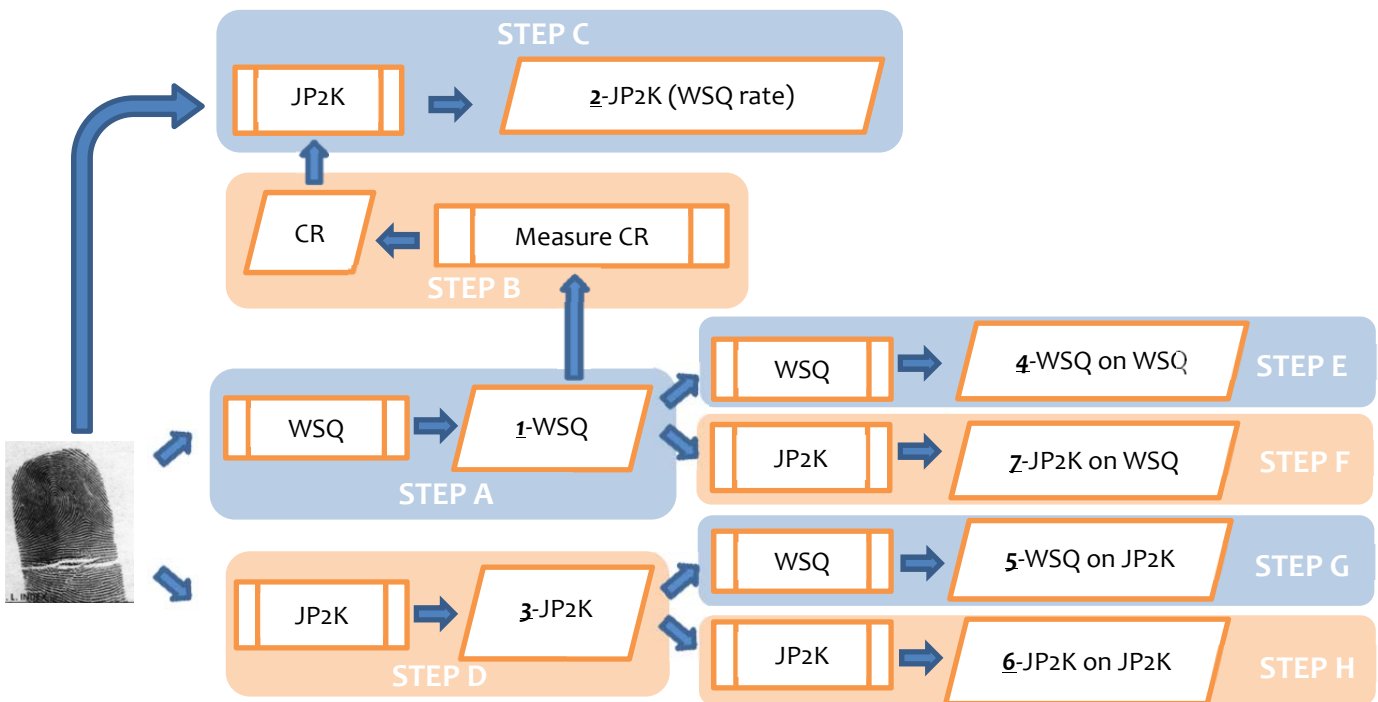 STEP C
JP2K
2-JP2K (WSQ rate)
CR
Measure CR
STEP B
WSQ
4-WSQ on WSQ
STEP E
WSQ
1-WSQ
STEP A
JP2K
7-JP2K on WSQ
STEP F
WSQ
5-WSQ on JP2K
STEP G
JP2K
3-JP2K
STEP D
JP2K
6-JP2K on JP2K
STEP H
L. INDEX